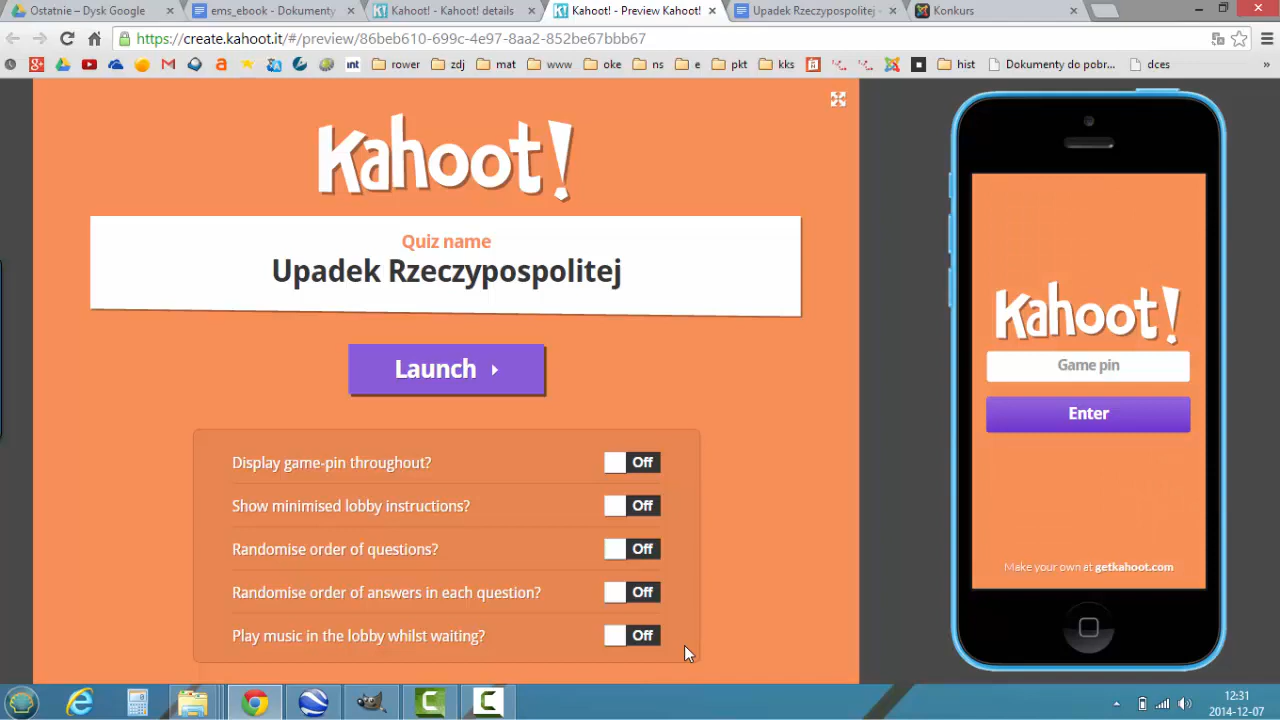 Ostatnie – Dysk Google
ems_ebook - Dokumenty
Kahoot! - Kahoot! details
Kahoot! - Preview Kahoot!
Upadek Rzeczypospolitej -
Konkurs
https://create.kahoot.it/#/preview/86beb610-699c-4e97-8aa2-852be67bbb67
int
rower
zdj
mat
www
oke
ns
e
pkt
kks
hist
Dokumenty do pobr...
dces
»
Kahoot!
Quiz name
Upadek Rzeczypospolitej
Launch
Display game-pin throughout? Off
Show minimised lobby instructions? Off
Randomise order of questions? Off
Randomise order of answers in each question? Off
Play music in the lobby whilst waiting? Off
Kahoot!
Game pin
Enter
Make your own at getkahoot.com
12:31
2014-12-07